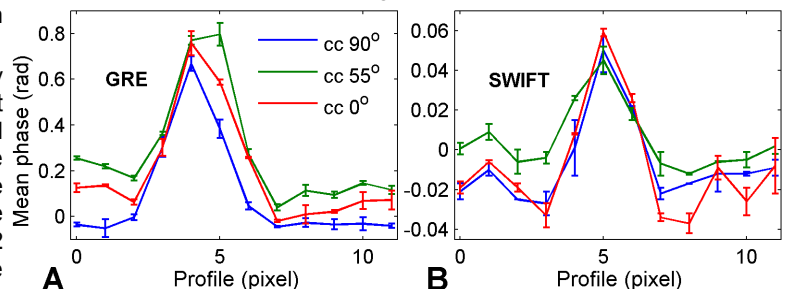 GRE
cc 90°
cc 55°
cc 0°
Mean phase (rad)
0.8
0.6
0.4
0.2
0
0
5
10
Profile (pixel)
A
SWIFT
0.06
0.04
0.02
0
-0.02
-0.04
0
5
10
Profile (pixel)
B